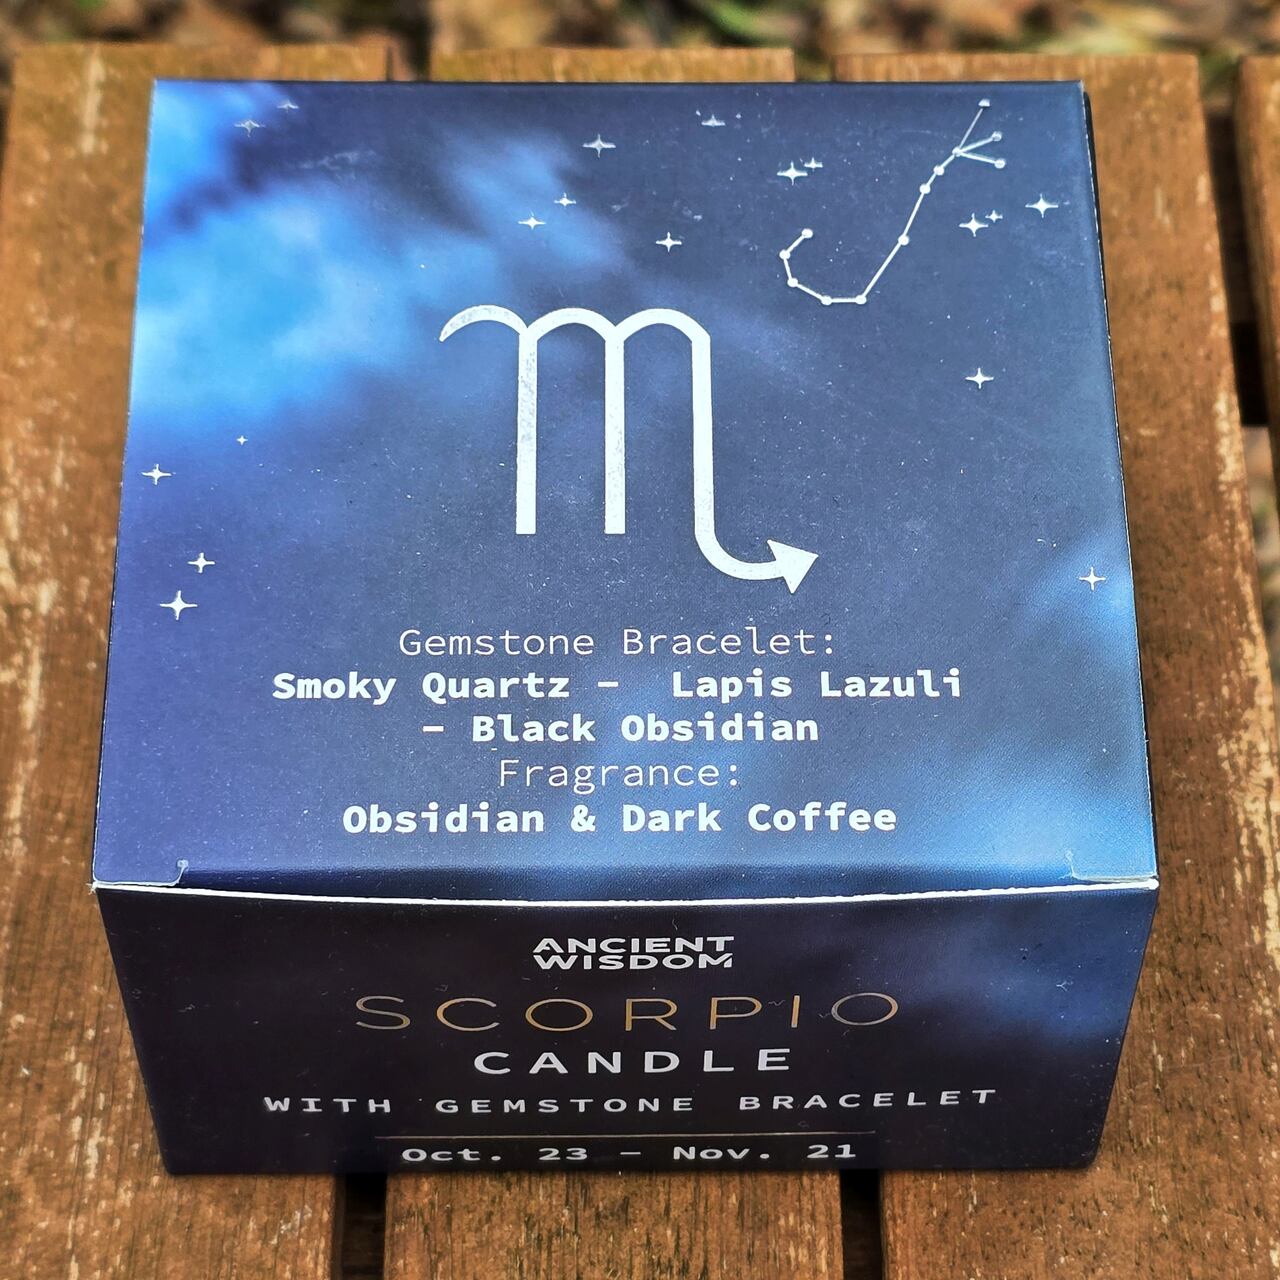 Gemstone Bracelet:
Smoky Quartz - Lapis Lazuli
- Black Obsidian
Fragrance:
Obsidian & Dark Coffee
ANCIENT
WISDOM
SCORPIO
CANDLE
WITH GEMSTONE BRACELET
Oct. 23 - Nov. 21